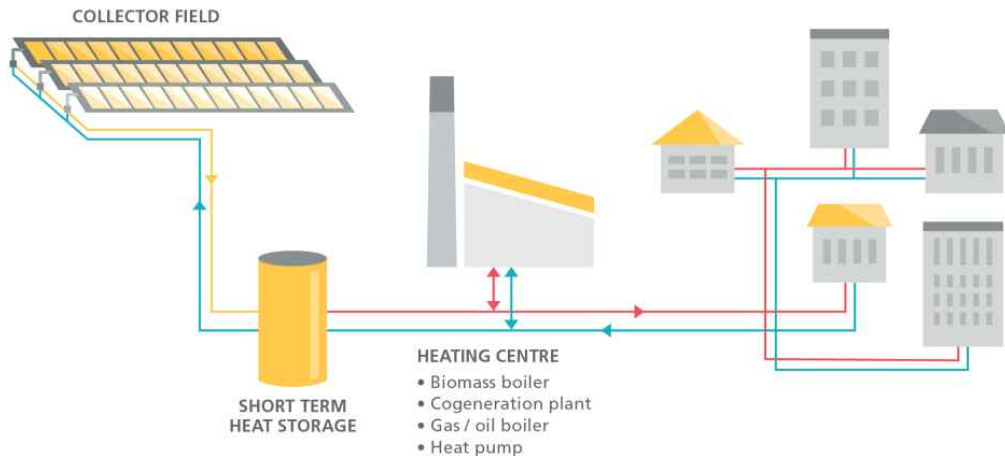 COLLECTOR FIELD
SHORT TERM
HEAT STORAGE
HEATING CENTRE
• Biomass boiler
• Cogeneration plant
• Gas / oil boiler
• Heat pump